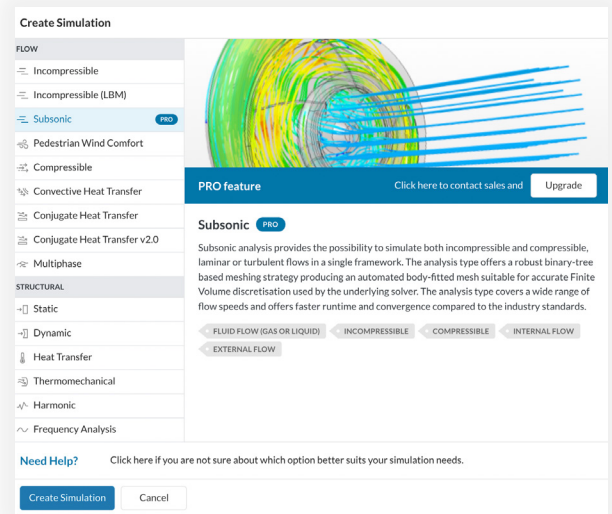 Create Simulation
FLOW
Incompressible
Incompressible (LBM)
Subsonic PRO
Pedestrian Wind Comfort
Compressible
Convective Heat Transfer
Conjugate Heat Transfer
Conjugate Heat Transfer v2.0
Multiphase
STRUCTURAL
Static
Dynamic
Heat Transfer
Thermomechanical
Harmonic
Frequency Analysis
PRO feature Click here to contact sales and Upgrade
Subsonic PRO
Subsonic analysis provides the possibility to simulate both incompressible and compressible,
laminar or turbulent flows in a single framework. The analysis type offers a robust binary-tree
based meshing strategy producing an automated body-fitted mesh suitable for accurate Finite
Volume discretisation used by the underlying solver. The analysis type covers a wide range of
flow speeds and offers faster runtime and convergence compared to the industry standards.
FLUID FLOW (GAS OR LIQUID) INCOMPRESSIBLE COMPRESSIBLE INTERNAL FLOW
EXTERNAL FLOW
Need Help? Click here if you are not sure about which option better suits your simulation needs.
Create Simulation Cancel